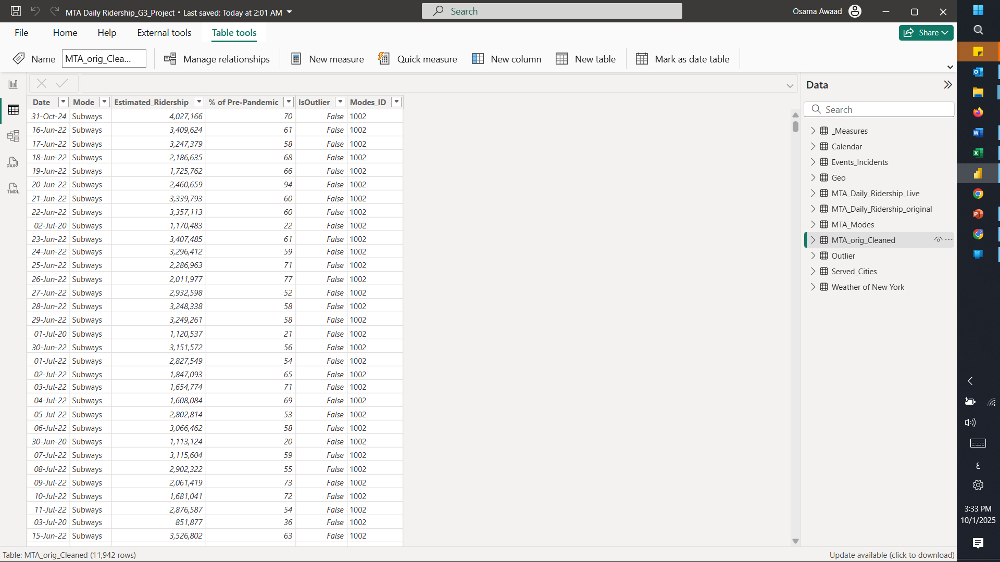 MTA Daily Ridership_G3_Project • Last saved: Today at 2:01 AM
Search
Osama Awaad
File Home Help External tools Table tools
Share
Name MTA_orig_Clea... Manage relationships New measure Quick measure New column New table Mark as date table
Date Mode Estimated_Ridership % of Pre-Pandemic IsOutlier Modes_ID
31-Oct-24 Subways 4,027,166 70 False 1002
16-Jun-22 Subways 3,409,624 61 False 1002
17-Jun-22 Subways 3,247,379 58 False 1002
18-Jun-22 Subways 2,186,635 68 False 1002
19-Jun-22 Subways 1,725,762 66 False 1002
20-Jun-22 Subways 2,460,659 94 False 1002
21-Jun-22 Subways 3,339,793 60 False 1002
22-Jun-22 Subways 3,357,113 60 False 1002
02-Jul-20 Subways 1,170,483 22 False 1002
23-Jun-22 Subways 3,407,485 61 False 1002
24-Jun-22 Subways 3,296,412 59 False 1002
25-Jun-22 Subways 2,286,963 71 False 1002
26-Jun-22 Subways 2,011,977 77 False 1002
27-Jun-22 Subways 2,932,598 52 False 1002
28-Jun-22 Subways 3,248,338 58 False 1002
29-Jun-22 Subways 3,249,261 58 False 1002
01-Jul-20 Subways 1,120,537 21 False 1002
30-Jun-22 Subways 3,151,572 56 False 1002
01-Jul-22 Subways 2,827,549 54 False 1002
02-Jul-22 Subways 1,847,093 65 False 1002
03-Jul-22 Subways 1,654,774 71 False 1002
04-Jul-22 Subways 1,608,084 69 False 1002
05-Jul-22 Subways 2,802,814 53 False 1002
06-Jul-22 Subways 3,066,462 58 False 1002
30-Jun-20 Subways 1,113,124 20 False 1002
07-Jul-22 Subways 3,115,604 59 False 1002
08-Jul-22 Subways 2,902,322 55 False 1002
09-Jul-22 Subways 2,061,419 73 False 1002
10-Jul-22 Subways 1,681,041 72 False 1002
11-Jul-22 Subways 2,876,587 54 False 1002
03-Jul-20 Subways 851,877 36 False 1002
15-Jun-22 Subways 3,526,802 63 False 1002
DAX
TMDL
Data
Search
_Measures
Calendar
Events_Incidents
Geo
MTA_Daily_Ridership_Live
MTA_Daily_Ridership_original
MTA_Modes
MTA_orig_Cleaned
Outlier
Served_Cities
Weather of New York
Table: MTA_orig_Cleaned (11,942 rows)
Update available (click to download)
ع
3:33 PM
10/1/2025